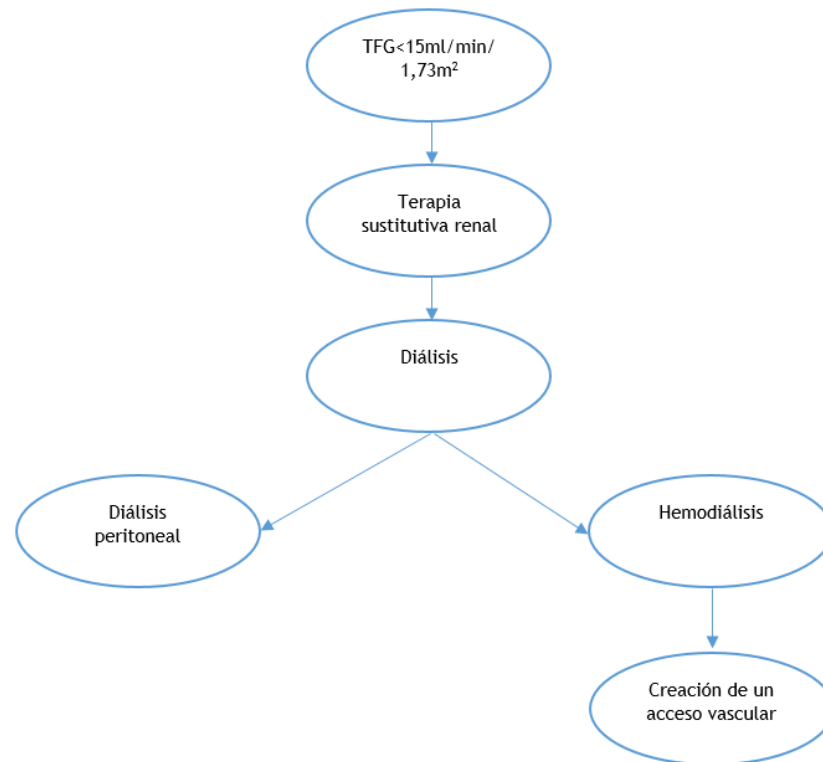 TFG<15ml/min/
1,73m²
Terapia
sustitutiva renal
Diálisis
Diálisis
peritoneal
Hemodiálisis
Creación de un
acceso vascular